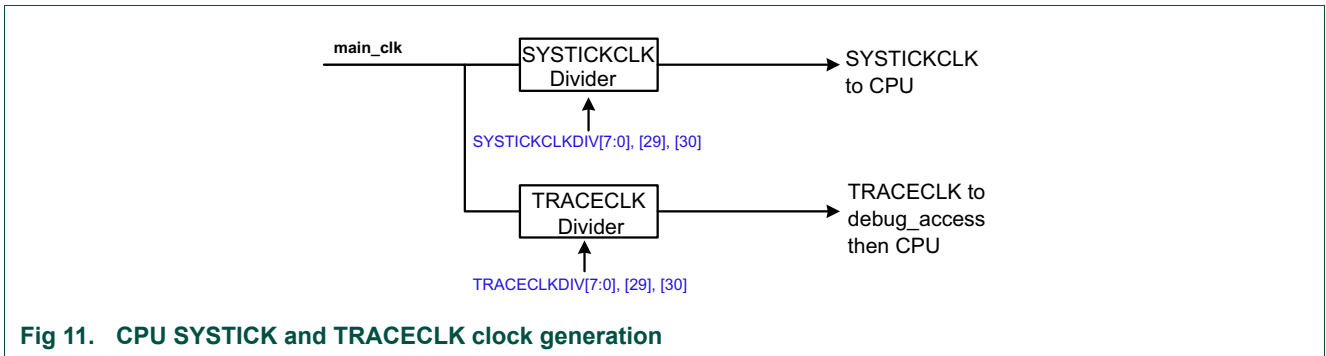 main_clk
SYSTICKCLK
Divider
SYSTICKCLK
to CPU
SYSTICKCLKDIV[7:0], [29], [30]
TRACECLK
Divider
TRACECLK to
debug_access
then CPU
TRACECLKDIV[7:0], [29], [30]
Fig 11. CPU SYSTICK and TRACECLK clock generation